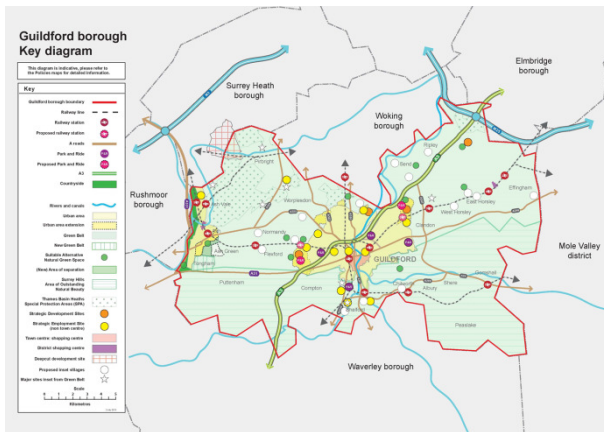 Guildford borough
Key diagram
This diagram is indicative, please refer to
the Policies maps for detailed information.
Key
Guildford borough boundary
Railway line
Railway station
Proposed railway station
A roads
Park and Ride
Proposed Park and Ride
A3
Countryside
Rivers and canals
Urban area
Urban area extension
Green Belt
New Green Belt
Suitable Alternative
Natural Green Space
(New) Area of separation
Surrey Hills
Area of Outstanding
Natural Beauty
Thames Basin Heaths
Special Protection Areas (SPA)
Strategic Development Sites
Strategic Employment Site
(non town centre)
Town centre: shopping centre
District shopping centre
Deepcut development site
Proposed inset villages
Major sites inset from Green Belt
Scale
Kilometres
Surrey Heath
borough
Elmbridge
borough
Woking
borough
Rushmoor
borough
Mole Valley
district
Waverley borough
Pirbright
Ripley
Send
Effingham
East Horsley
West Horsley
Clandon
Worplesdon
Normandy
Ash Green
Flexford
Tongham
Puttenham
Compton
GUILDFORD
Chilworth
Albury
Shere
Gomshall
Shalford
Peaslake